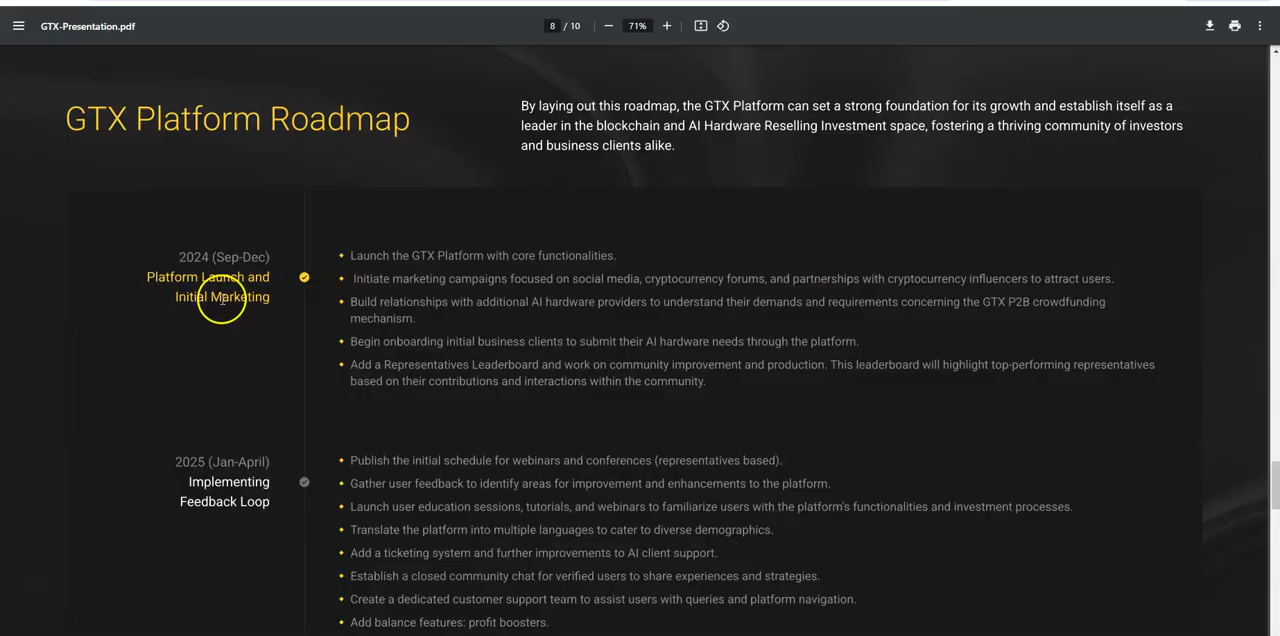 GTX-Presentation.pdf
8 / 10
71%
GTX Platform Roadmap
By laying out this roadmap, the GTX Platform can set a strong foundation for its growth and establish itself as a
leader in the blockchain and AI Hardware Reselling Investment space, fostering a thriving community of investors
and business clients alike.
2024 (Sep-Dec)
Platform Launch and
Initial Marketing
Launch the GTX Platform with core functionalities.
Initiate marketing campaigns focused on social media, cryptocurrency forums, and partnerships with cryptocurrency influencers to attract users.
Build relationships with additional AI hardware providers to understand their demands and requirements concerning the GTX P2B crowdfunding
mechanism.
Begin onboarding initial business clients to submit their AI hardware needs through the platform.
Add a Representatives Leaderboard and work on community improvement and production. This leaderboard will highlight top-performing representatives
based on their contributions and interactions within the community.
2025 (Jan-April)
Implementing
Feedback Loop
Publish the initial schedule for webinars and conferences (representatives based).
Gather user feedback to identify areas for improvement and enhancements to the platform.
Launch user education sessions, tutorials, and webinars to familiarize users with the platform's functionalities and investment processes.
Translate the platform into multiple languages to cater to diverse demographics.
Add a ticketing system and further improvements to AI client support.
Establish a closed community chat for verified users to share experiences and strategies.
Create a dedicated customer support team to assist users with queries and platform navigation.
Add balance features: profit boosters.